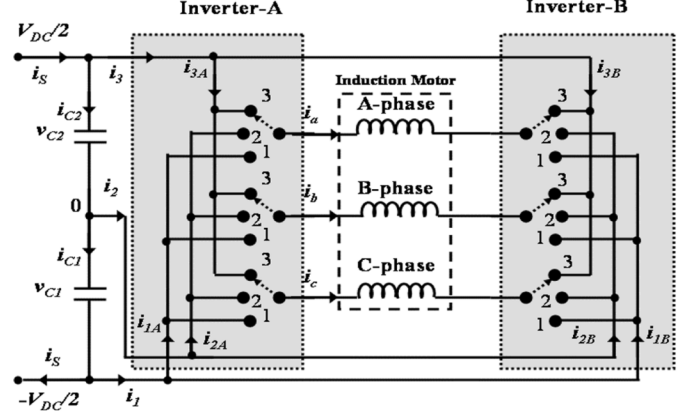 Inverter-A
Inverter-B
V_DC/2
i_S
i_3
i_3A
i_3B
Induction Motor
i_C2
v_C2
3
2
1
i_a
A-phase
3
2
1
0
i_2
3
2
1
i_b
B-phase
3
2
1
i_C1
v_C1
3
2
1
i_c
C-phase
3
2
1
i_1A
i_2A
i_2B
i_1B
i_S
-V_DC/2
i_1